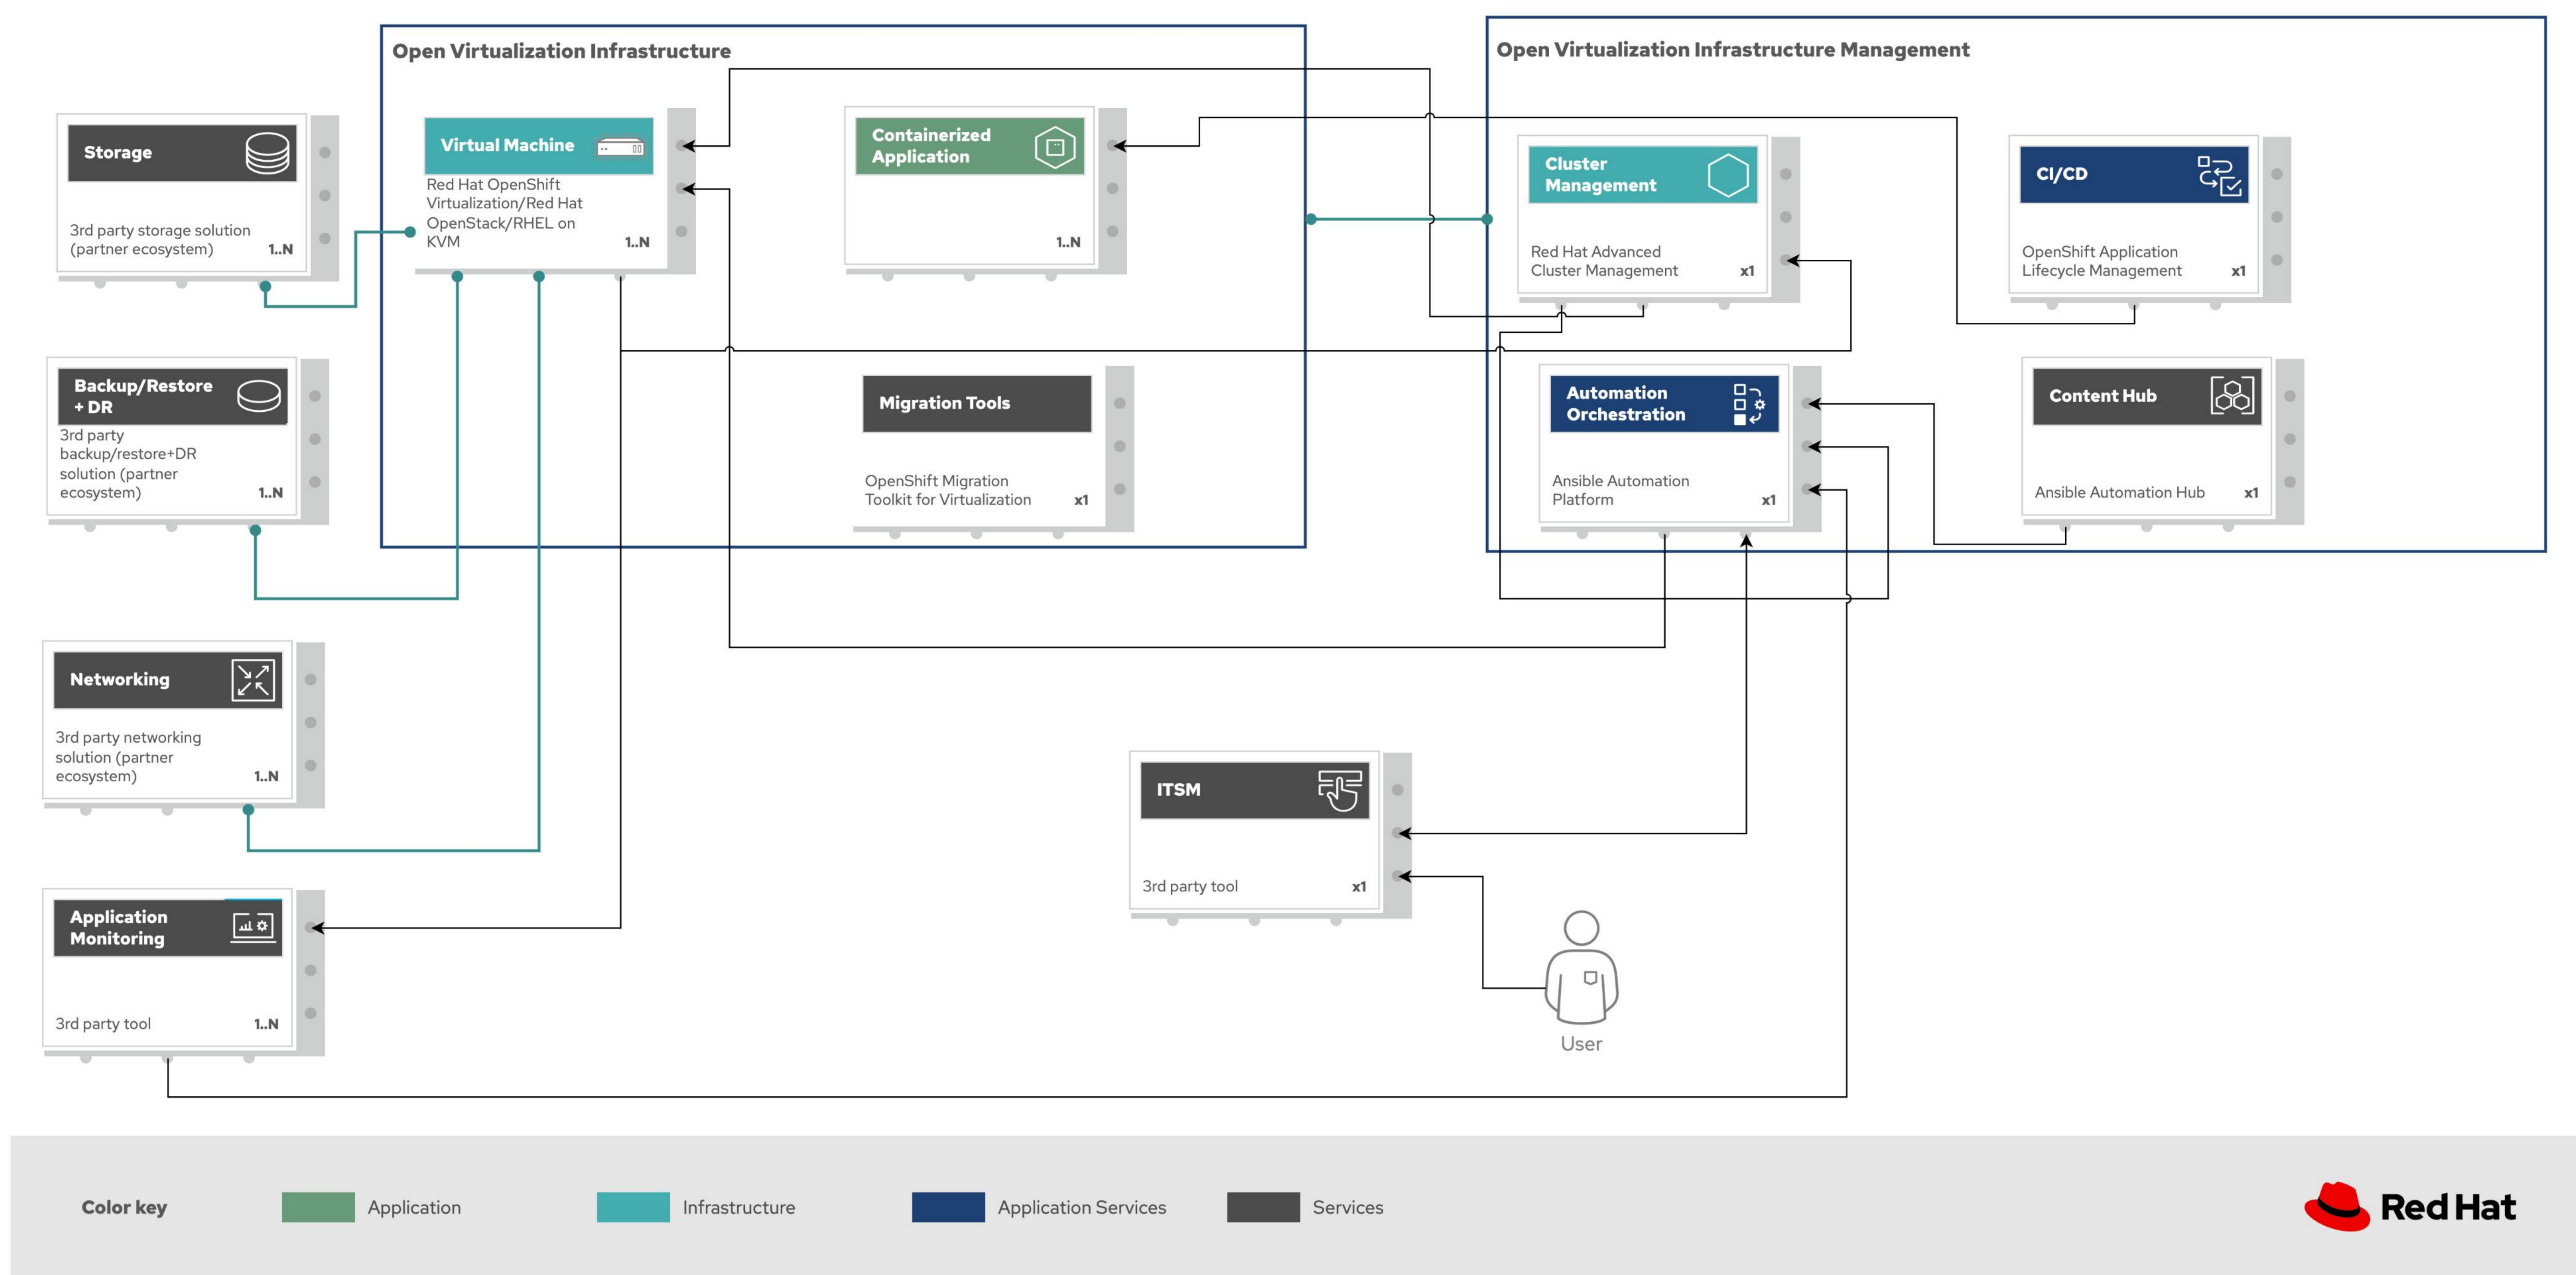 Open Virtualization Infrastructure
Open Virtualization Infrastructure Management
Storage
3rd party storage solution
(partner ecosystem)
1..N
Virtual Machine
Red Hat OpenShift
Virtualization/Red Hat
OpenStack/RHEL on
KVM
1..N
Containerized
Application
1..N
Cluster
Management
Red Hat Advanced
Cluster Management
x1
CI/CD
OpenShift Application
Lifecycle Management
x1
Backup/Restore
+ DR
3rd party
backup/restore+DR
solution (partner
ecosystem)
1..N
Migration Tools
OpenShift Migration
Toolkit for Virtualization
x1
Automation
Orchestration
Ansible Automation
Platform
x1
Content Hub
Ansible Automation Hub
x1
Networking
3rd party networking
solution (partner
ecosystem)
1..N
ITSM
3rd party tool
x1
Application
Monitoring
3rd party tool
1..N
User
Color key
Application
Infrastructure
Application Services
Services
Red Hat